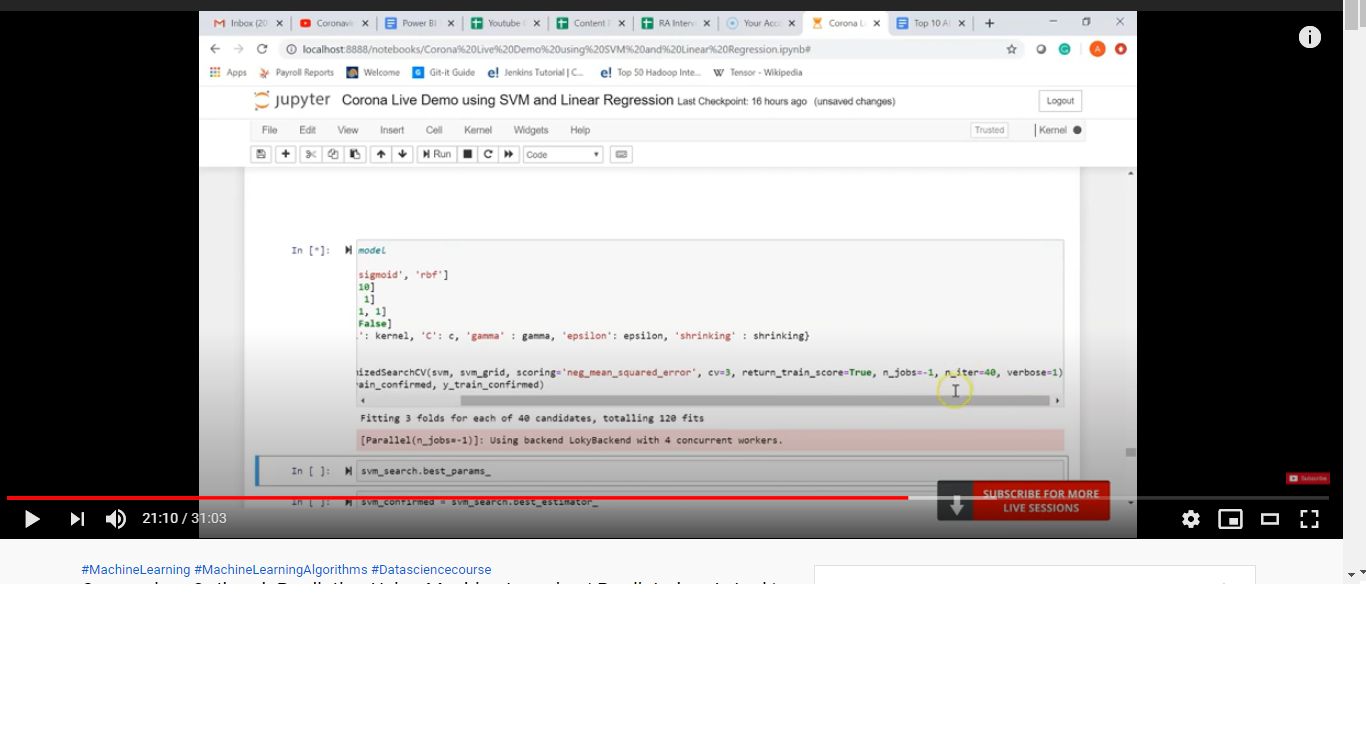 Inbox (20
Coronavir
Power BI
Youtube
Content
RA Interv
Your Acc
Corona L
Top 10 Al
localhost:8888/notebooks/Corona%20Live%20Demo%20using%20SVM%20and%20Linear%20Regression.ipynb#
Apps Payroll Reports Welcome Git-it Guide Jenkins Tutorial | C... Top 50 Hadoop Inte... Tensor - Wikipedia
jupyter Corona Live Demo using SVM and Linear Regression Last Checkpoint: 16 hours ago (unsaved changes) Logout
File Edit View Insert Cell Kernel Widgets Help Trusted Kernel
Run Code
In [*]: model
sigmoid', 'rbf']
10]
1]
1, 1]
False]
': kernel, 'C': c, 'gamma' : gamma, 'epsilon': epsilon, 'shrinking' : shrinking}
izedSearchCV(svm, svm_grid, scoring='neg_mean_squared_error', cv=3, return_train_score=True, n_jobs=-1, n_iter=40, verbose=1)
ain_confirmed, y_train_confirmed)
Fitting 3 folds for each of 40 candidates, totalling 120 fits
[Parallel(n_jobs=-1)]: Using backend LokyBackend with 4 concurrent workers.
In [ ]: svm_search.best_params_
Subscribe
In [ ]: svm_confirmed = svm_search.best_estimator_
SUBSCRIBE FOR MORE
LIVE SESSIONS
21:10 / 31:03
#MachineLearning #MachineLearningAlgorithms #Datasciencecourse